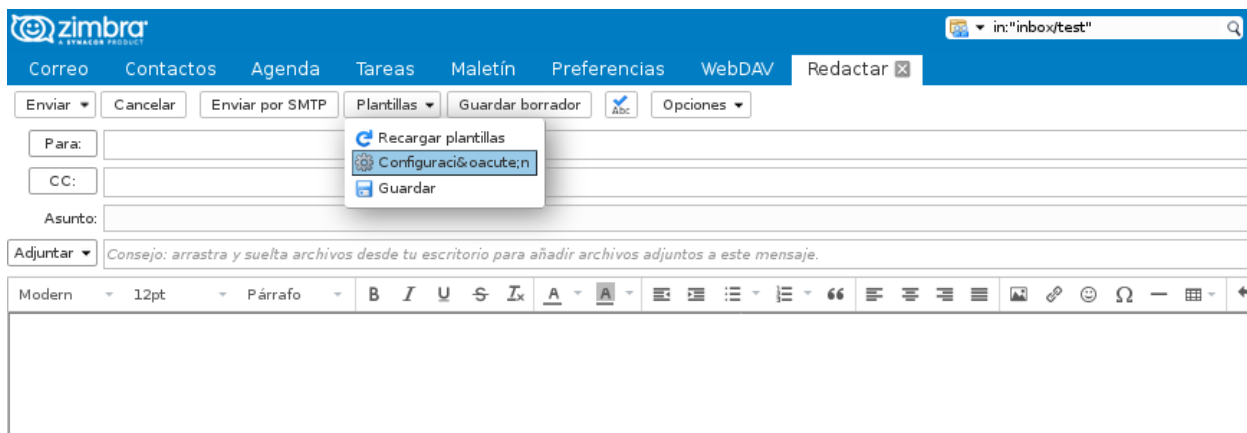 zimbra
A SYNACOR PRODUCT
in:"inbox/test"
Correo Contactos Agenda Tareas Maletín Preferencias WebDAV Redactar
Enviar Cancelar Enviar por SMTP Plantillas Guardar borrador Abc Opciones
Recargar plantillas
Configuraci&oacute;n
Guardar
Para:
CC:
Asunto:
Adjuntar Consejo: arrastra y suelta archivos desde tu escritorio para añadir archivos adjuntos a este mensaje.
Modern 12pt Párrafo B I U S Ix A A